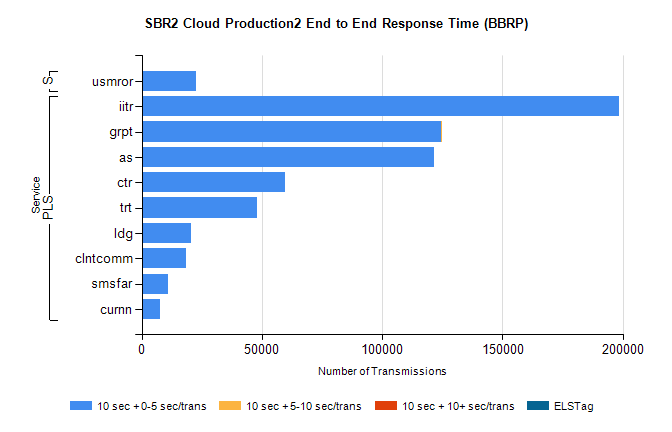 SBR2 Cloud Production2 End to End Response Time (BBRP)
Service
S
PLS
usmror
iitr
grpt
as
ctr
trt
ldg
clntcomm
smsfar
cumn
0 50000 100000 150000 200000
Number of Transmissions
10 sec +0-5 sec/trans 10 sec +5-10 sec/trans 10 sec + 10+ sec/trans ELSTag